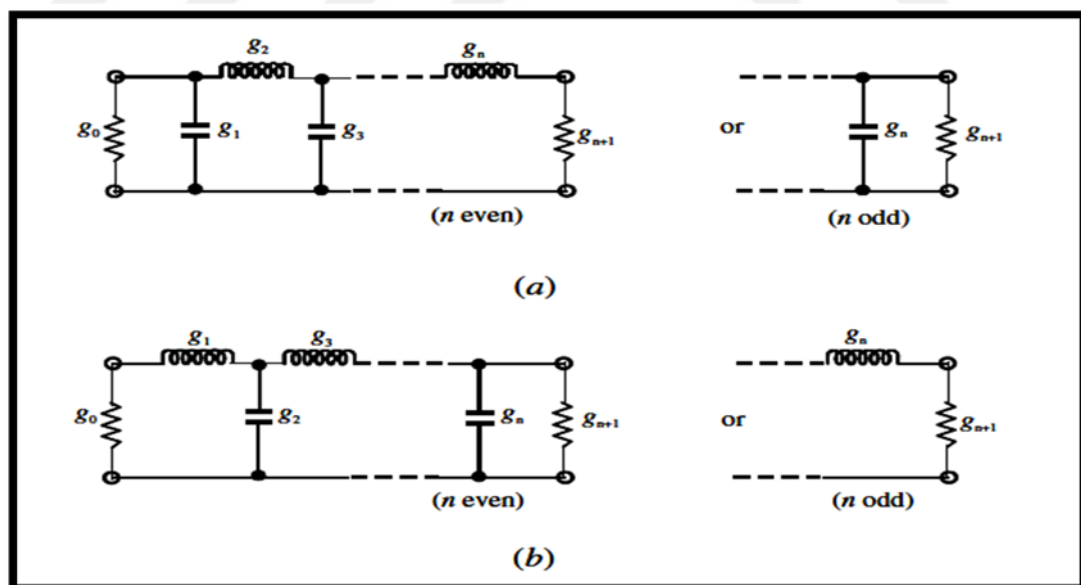 g₂
gₙ
g₀
g₁
g₃
gₙ₊₁
or
gₙ
gₙ₊₁
(n even)
(n odd)
(a)
g₁
g₃
gₙ
g₀
g₂
gₙ
gₙ₊₁
or
gₙ₊₁
(n even)
(n odd)
(b)